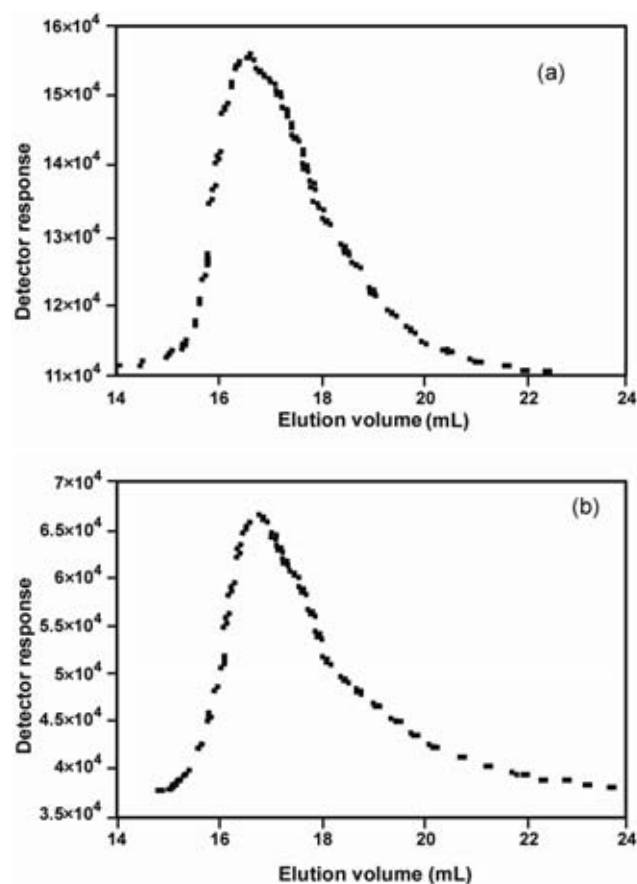 16×10⁴
(a)
15×10⁴
14×10⁴
13×10⁴
12×10⁴
11×10⁴
Detector response
14 16 18 20 22 24
Elution volume (mL)
7×10⁴
(b)
6.5×10⁴
6×10⁴
5.5×10⁴
5×10⁴
4.5×10⁴
4×10⁴
3.5×10⁴
Detector response
14 16 18 20 22 24
Elution volume (mL)